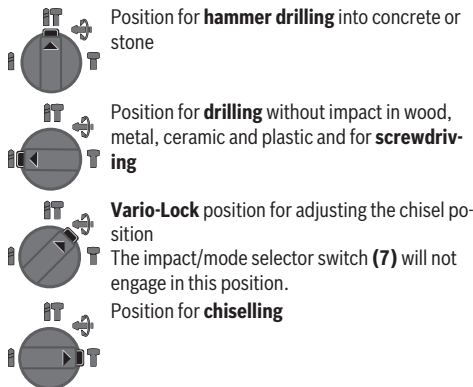 Position for hammer drilling into concrete or
stone
Position for drilling without impact in wood,
metal, ceramic and plastic and for screwdriv-
ing
Vario-Lock position for adjusting the chisel po-
sition
The impact/mode selector switch (7) will not
engage in this position.
Position for chiselling